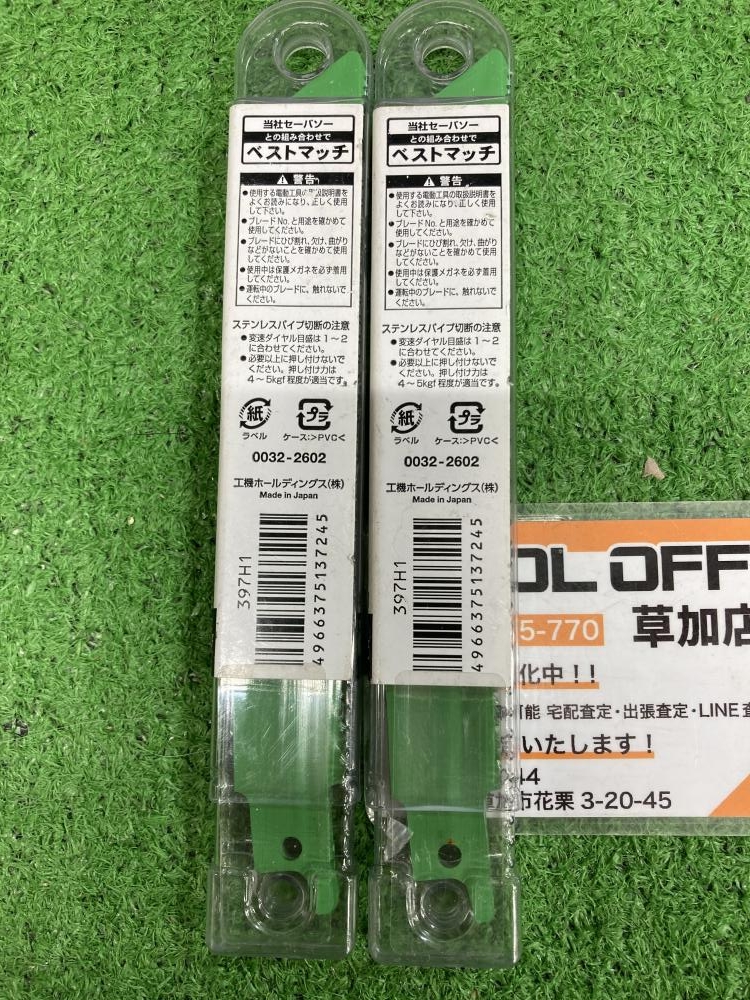 当社セーバソー
との組み合わせで
ベストマッチ
警告
●使用する電動工具の取扱説明書を
よくお読みになり、正しく使用
して下さい。
●ブレードNo.と用途を確かめて
使用してください。
●ブレードにひび割れ、欠け、曲がり
などがないことを確かめて使用
してください。
●使用中は保護メガネを必ず着用
してください。
●運転中のブレードに、触れないで
ください。
ステンレスパイプ切断の注意
●変速ダイヤル目盛は1〜2
に合わせてください。
●必要以上に押し付けないで
ください。押し付け力は
4〜5kgf程度が適当です。
紙
ラベル
プラ
ケース:>PVC<
0032-2602
工機ホールディングス(株)
Made in Japan
397H1
4966375137245
当社セーバソー
との組み合わせで
ベストマッチ
警告
●使用する電動工具の取扱説明書を
よくお読みになり、正しく使用
して下さい。
●ブレードNo.と用途を確かめて
使用してください。
●ブレードにひび割れ、欠け、曲がり
などがないことを確かめて使用
してください。
●使用中は保護メガネを必ず着用
してください。
●運転中のブレードに、触れないで
ください。
ステンレスパイプ切断の注意
●変速ダイヤル目盛は1〜2
に合わせてください。
●必要以上に押し付けないで
ください。押し付け力は
4〜5kgf程度が適当です。
紙
ラベル
プラ
ケース:>PVC<
0032-2602
工機ホールディングス(株)
Made in Japan
397H1
4966375137245
OL OFF
5-770 草加店
化中!!
可能 宅配査定・出張査定・LINE査
いたします!
44
市花栗 3-20-45